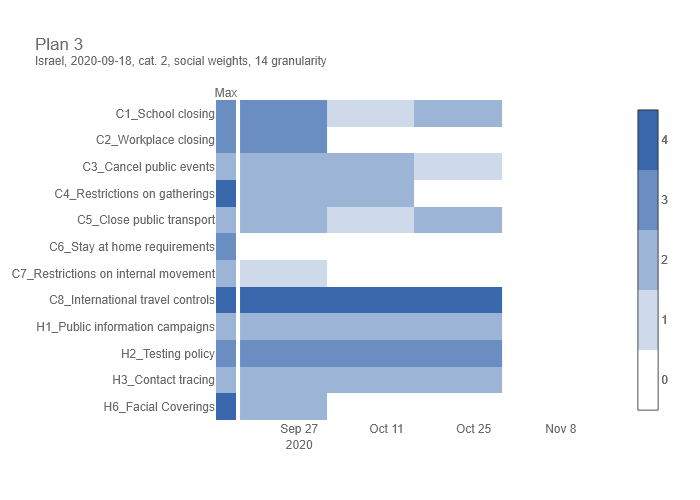 Plan 3
Israel, 2020-09-18, cat. 2, social weights, 14 granularity
Max
C1_School closing
C2_Workplace closing
C3_Cancel public events
C4_Restrictions on gatherings
C5_Close public transport
C6_Stay at home requirements
C7_Restrictions on internal movement
C8_International travel controls
H1_Public information campaigns
H2_Testing policy
H3_Contact tracing
H6_Facial Coverings
Sep 27 Oct 11 Oct 25 Nov 8
2020
4
3
2
1
0